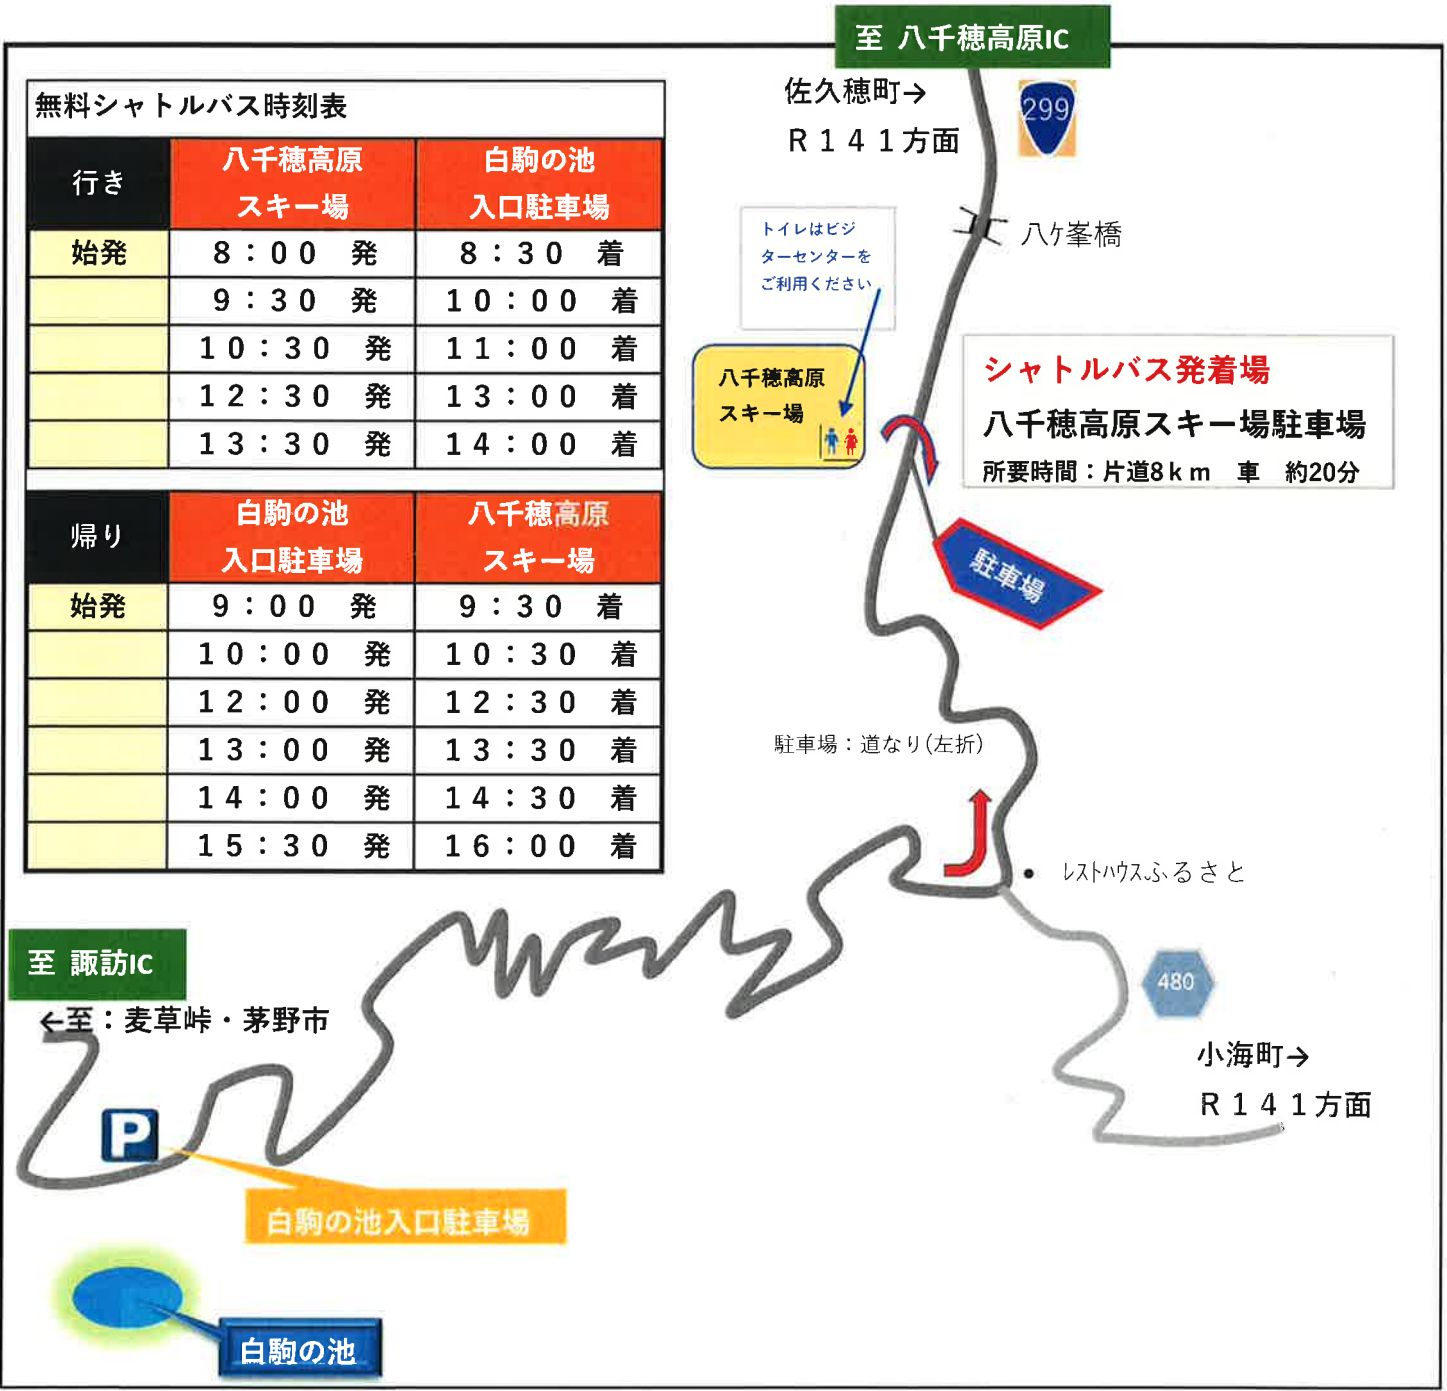 至 八千穂高原IC
無料シャトルバス時刻表
行き 八千穂高原 スキー場 白駒の池 入口駐車場
始発 8：00 発 8：30 着
9：30 発 10：00 着
10：30 発 11：00 着
12：30 発 13：00 着
13：30 発 14：00 着
帰り 白駒の池 入口駐車場 八千穂高原 スキー場
始発 9：00 発 9：30 着
10：00 発 10：30 着
12：00 発 12：30 着
13：00 発 13：30 着
14：00 発 14：30 着
15：30 発 16：00 着
佐久穂町→
Ｒ１４１方面
299
八ケ峯橋
トイレはビジ
ターセンターを
ご利用ください
八千穂高原
スキー場
シャトルバス発着場
八千穂高原スキー場駐車場
所要時間：片道8ｋｍ　車　約20分
駐車場
駐車場：道なり(左折)
ﾚｽﾄﾊｳｽふるさと
480
小海町→
Ｒ１４１方面
至 諏訪IC
←至：麦草峠・茅野市
P
白駒の池入口駐車場
白駒の池